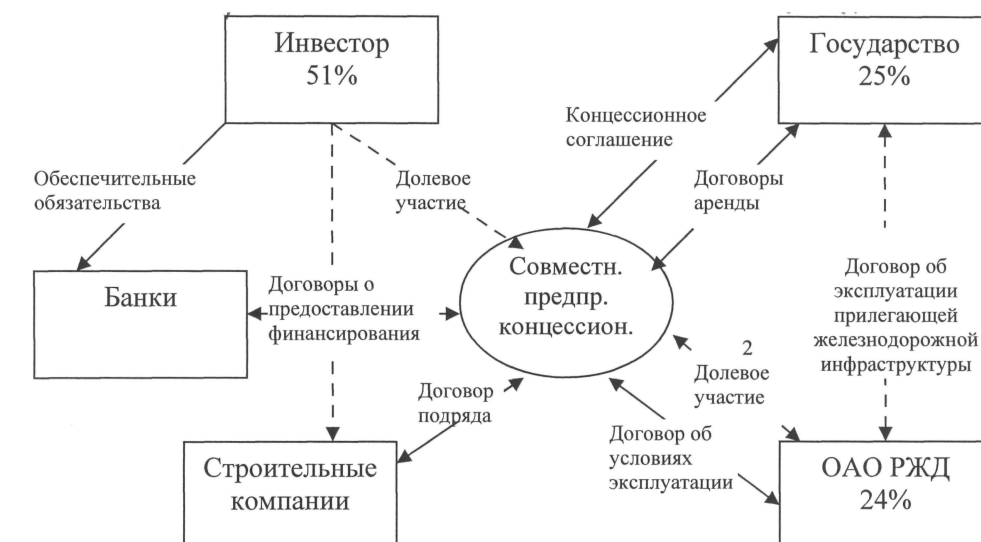 Инвестор
51%
Государство
25%
Концессионное
соглашение
Обеспечительные
обязательства
Долевое
участие
Договоры
аренды
Совместн.
предпр.
концессион.
Банки
Договоры о
предоставлении
финансирования
Договор об
эксплуатации
прилегающей
железнодорожной
инфраструктуры
2
Долевое
участие
Договор
подряда
Договор об
условиях
эксплуатации
Строительные
компании
ОАО РЖД
24%